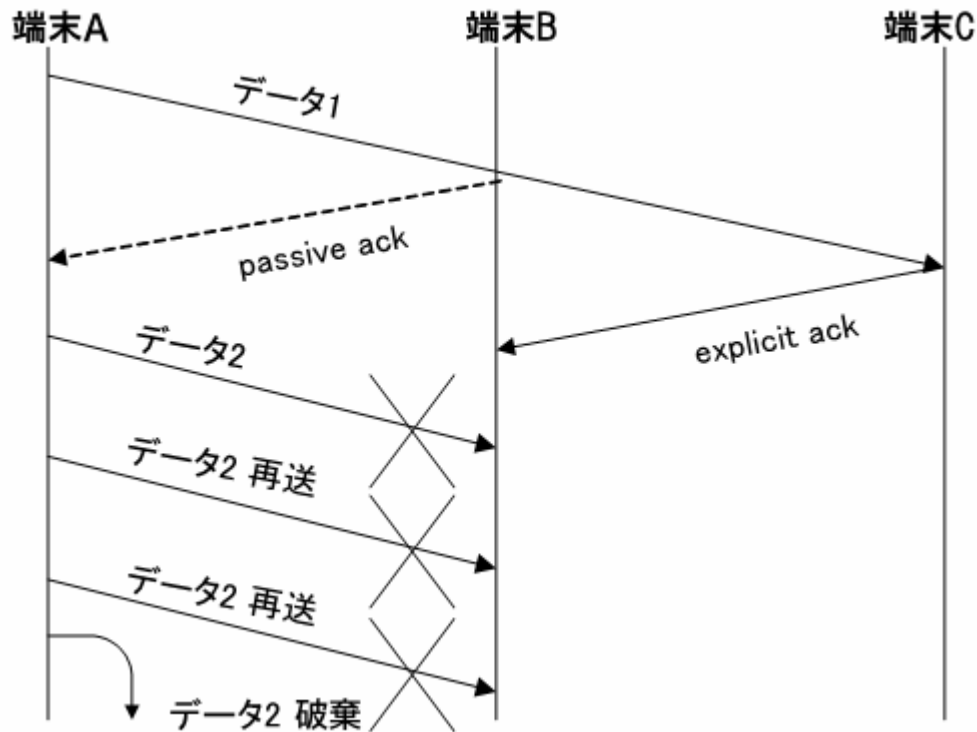 端末A
端末B
端末C
データ1
passive ack
explicit ack
データ2
データ2 再送
データ2 再送
データ2 破棄